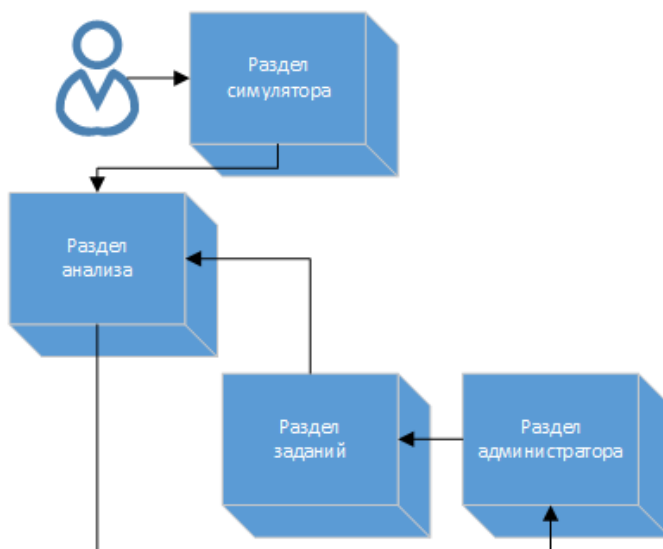 Раздел
симулятора
Раздел
анализа
Раздел
заданий
Раздел
администратора